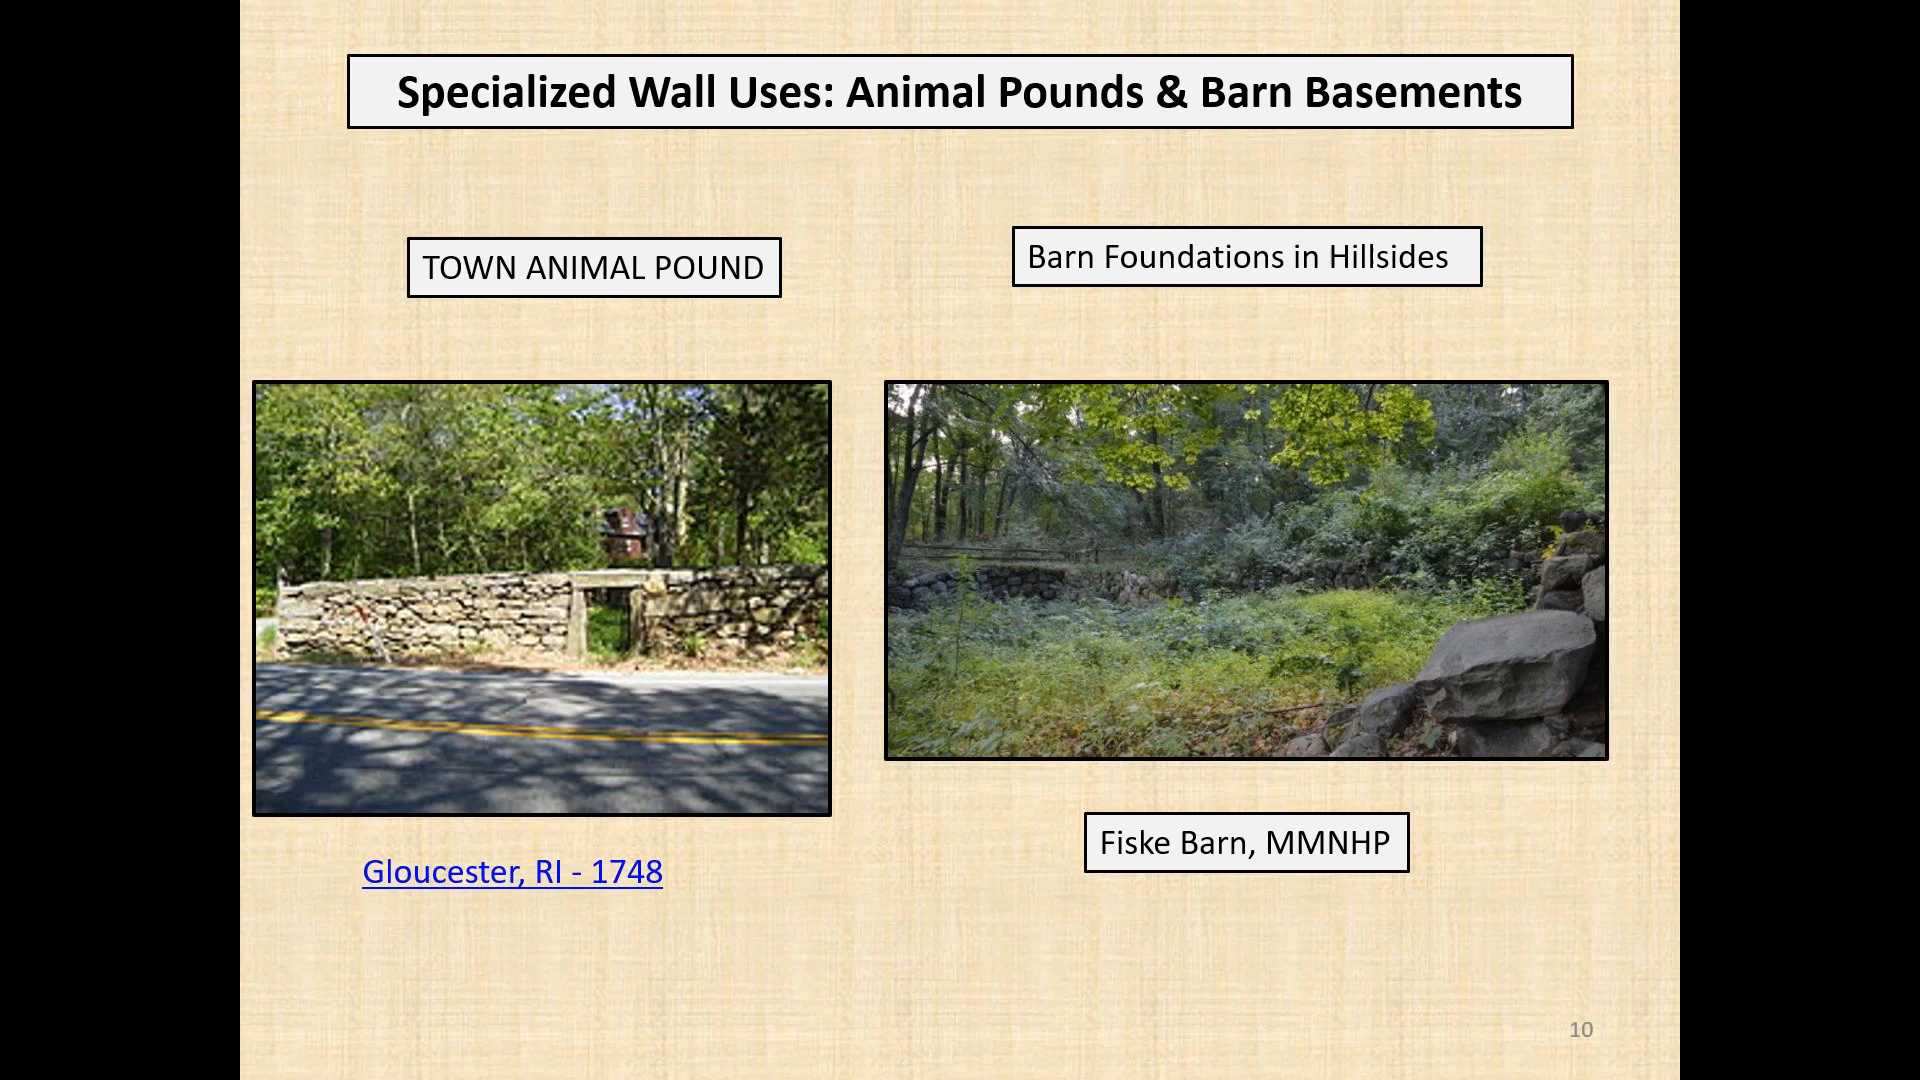 Specialized Wall Uses: Animal Pounds & Barn Basements
TOWN ANIMAL POUND
Barn Foundations in Hillsides
Gloucester, RI - 1748
Fiske Barn, MMNHP
10